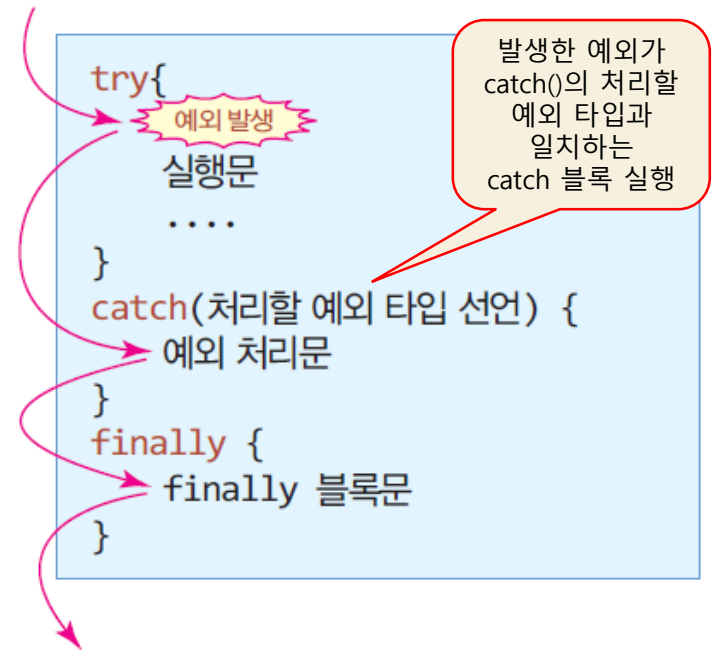 발생한 예외가
catch()의 처리할
예외 타입과
일치하는
catch 블록 실행
try{
예외 발생
실행문
....
}
catch(처리할 예외 타입 선언) {
예외 처리문
}
finally {
finally 블록문
}